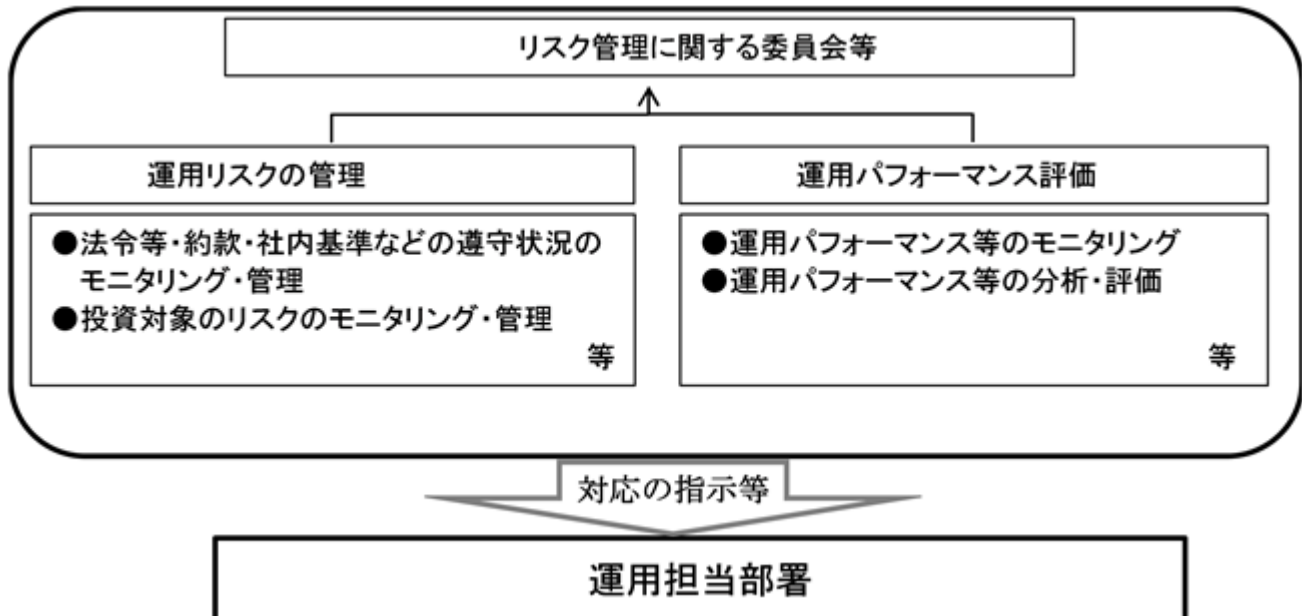 リスク管理に関する委員会等
運用リスクの管理
●法令等・約款・社内基準などの遵守状況の
モニタリング・管理
●投資対象のリスクのモニタリング・管理
等
運用パフォーマンス評価
●運用パフォーマンス等のモニタリング
●運用パフォーマンス等の分析・評価
等
対応の指示等
運用担当部署